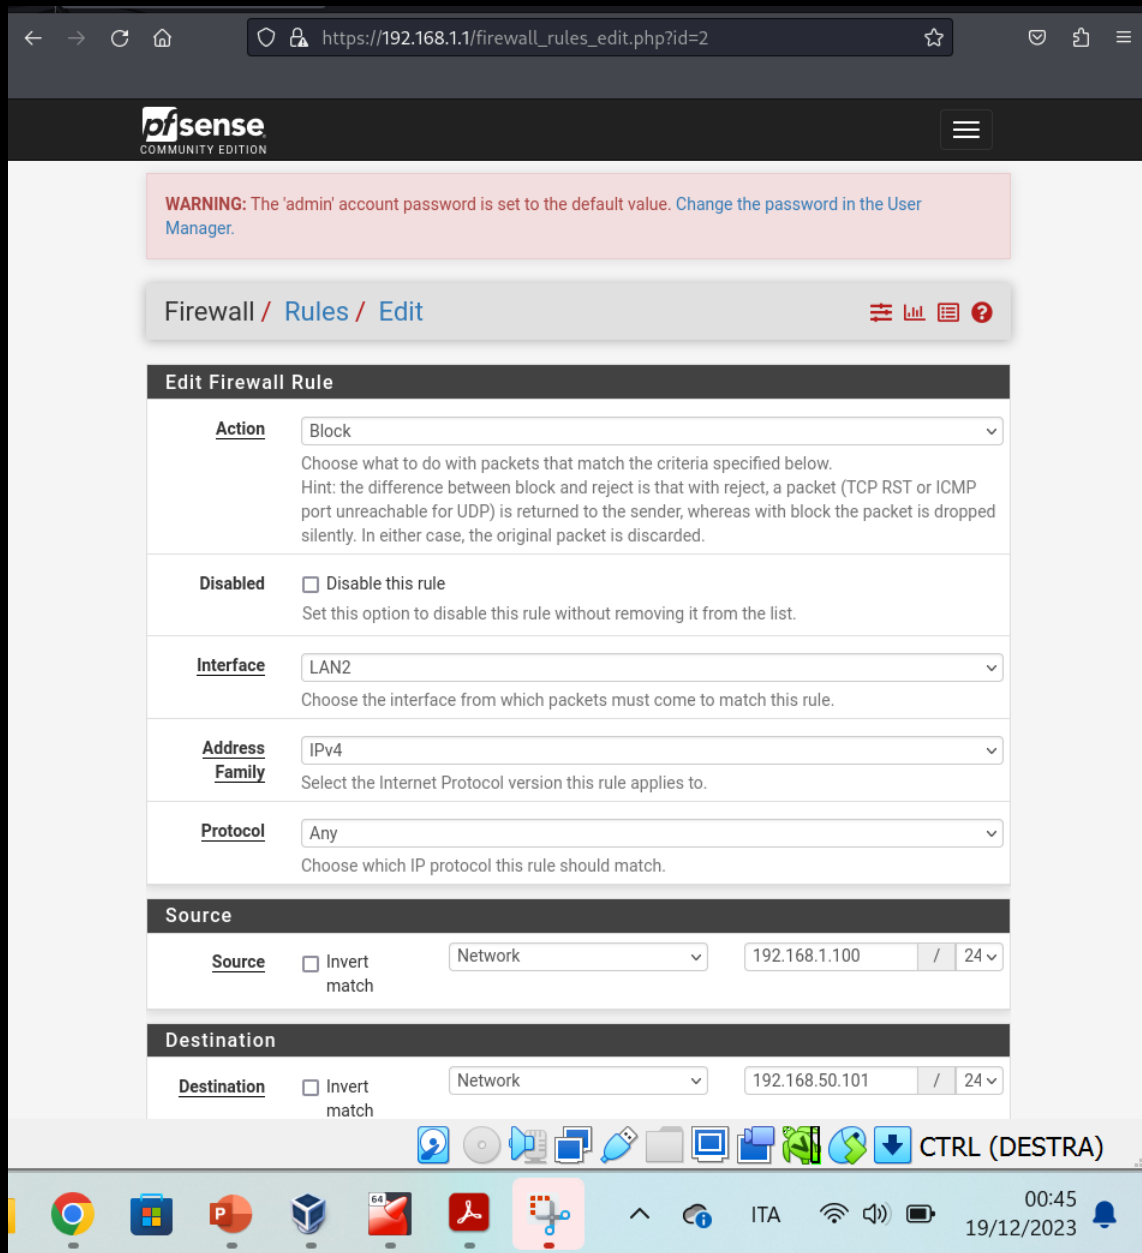 https://192.168.1.1/firewall_rules_edit.php?id=2
pfsense
COMMUNITY EDITION
WARNING: The 'admin' account password is set to the default value. Change the password in the User
Manager.
Firewall / Rules / Edit
Edit Firewall Rule
Action
Block
Choose what to do with packets that match the criteria specified below.
Hint: the difference between block and reject is that with reject, a packet (TCP RST or ICMP
port unreachable for UDP) is returned to the sender, whereas with block the packet is dropped
silently. In either case, the original packet is discarded.
Disabled
Disable this rule
Set this option to disable this rule without removing it from the list.
Interface
LAN2
Choose the interface from which packets must come to match this rule.
Address
Family
IPv4
Select the Internet Protocol version this rule applies to.
Protocol
Any
Choose which IP protocol this rule should match.
Source
Source
Invert
match
Network
192.168.1.100 / 24
Destination
Destination
Invert
match
Network
192.168.50.101 / 24
CTRL (DESTRA)
P
64
ITA
00:45
19/12/2023